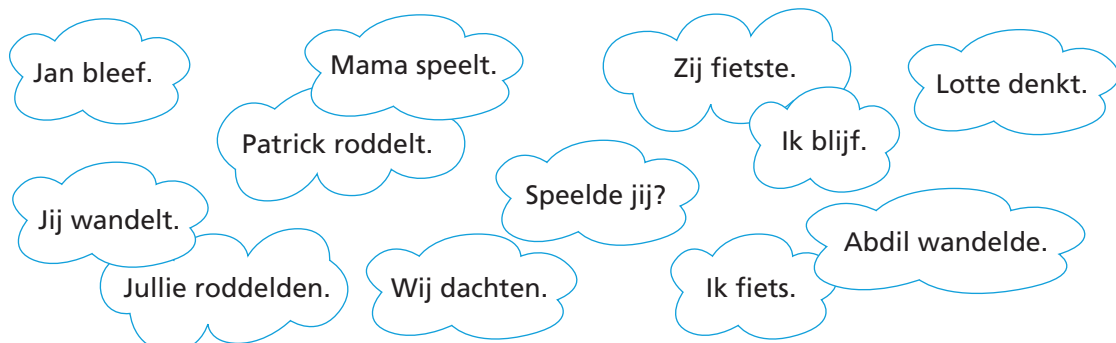 Jan bleef.
Mama speelt.
Zij fietste.
Lotte denkt.
Patrick roddelt.
Ik blijf.
Speelde jij?
Jij wandelt.
Abdil wandelde.
Jullie roddelden.
Wij dachten.
Ik fiets.